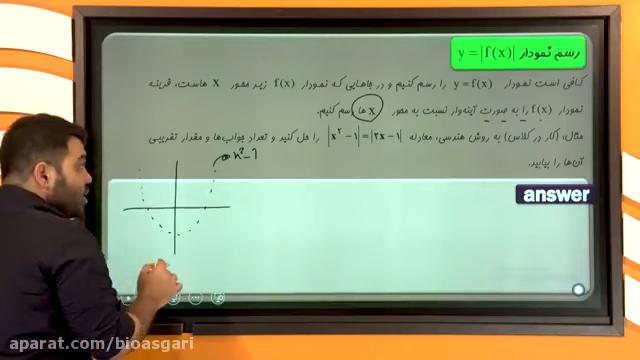 رسم نمودار y = |f(x)|
کافی است نمودار y = f(x) را رسم کنیم و در جاهایی که نمودار f(x) زیر محور x هاست، قرینه
نمودار f(x) را به صورت آینه‌وار نسبت به محور x ها رسم کنیم.
مثال، (کار در کلاس) به روش هندسی، معادله |x² − 1| = |2x − 1| را حل کنید و تعداد جواب‌ها و مقدار تقریبی
آن‌ها را بیابید.
x² − 1
answer
aparat.com/bioasgari